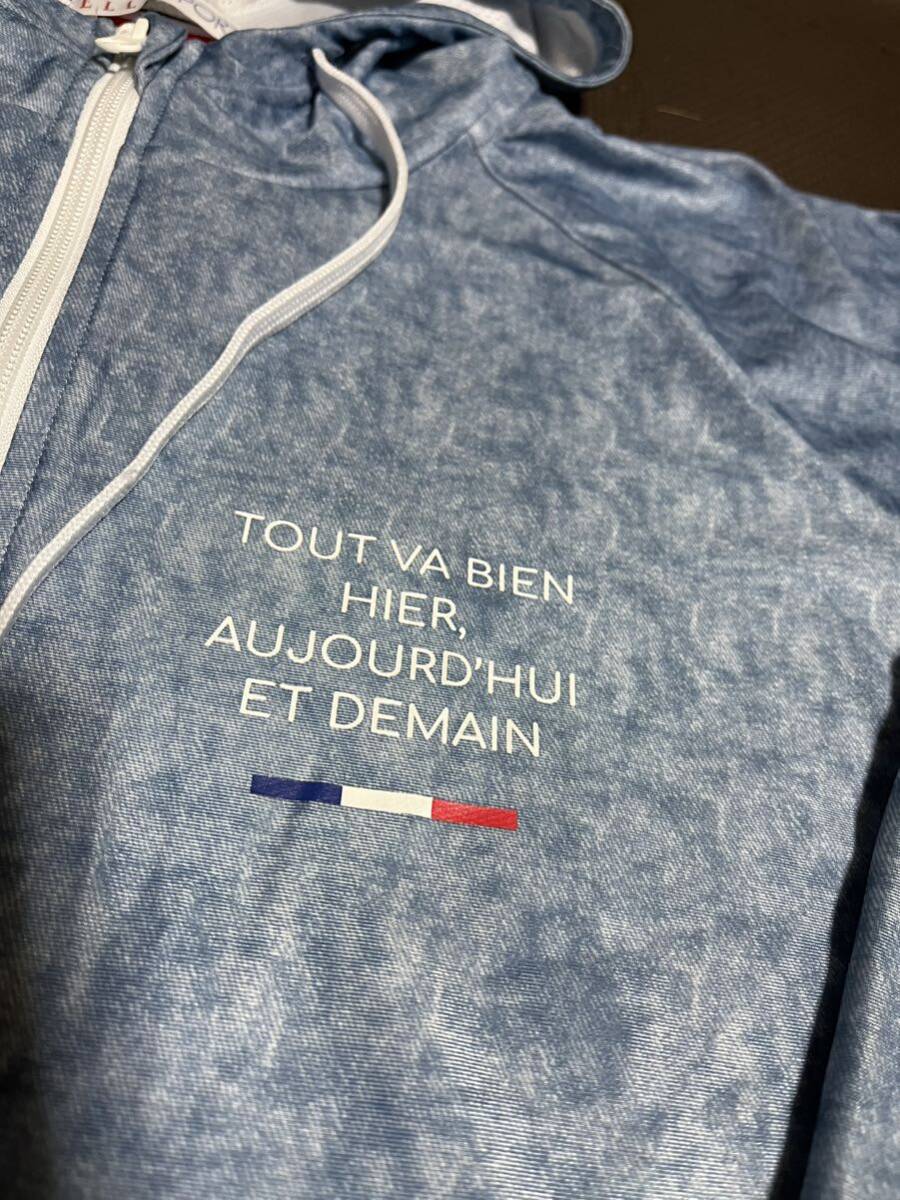 TOUT VA BIEN
HIER,
AUJOURD'HUI
ET DEMAIN